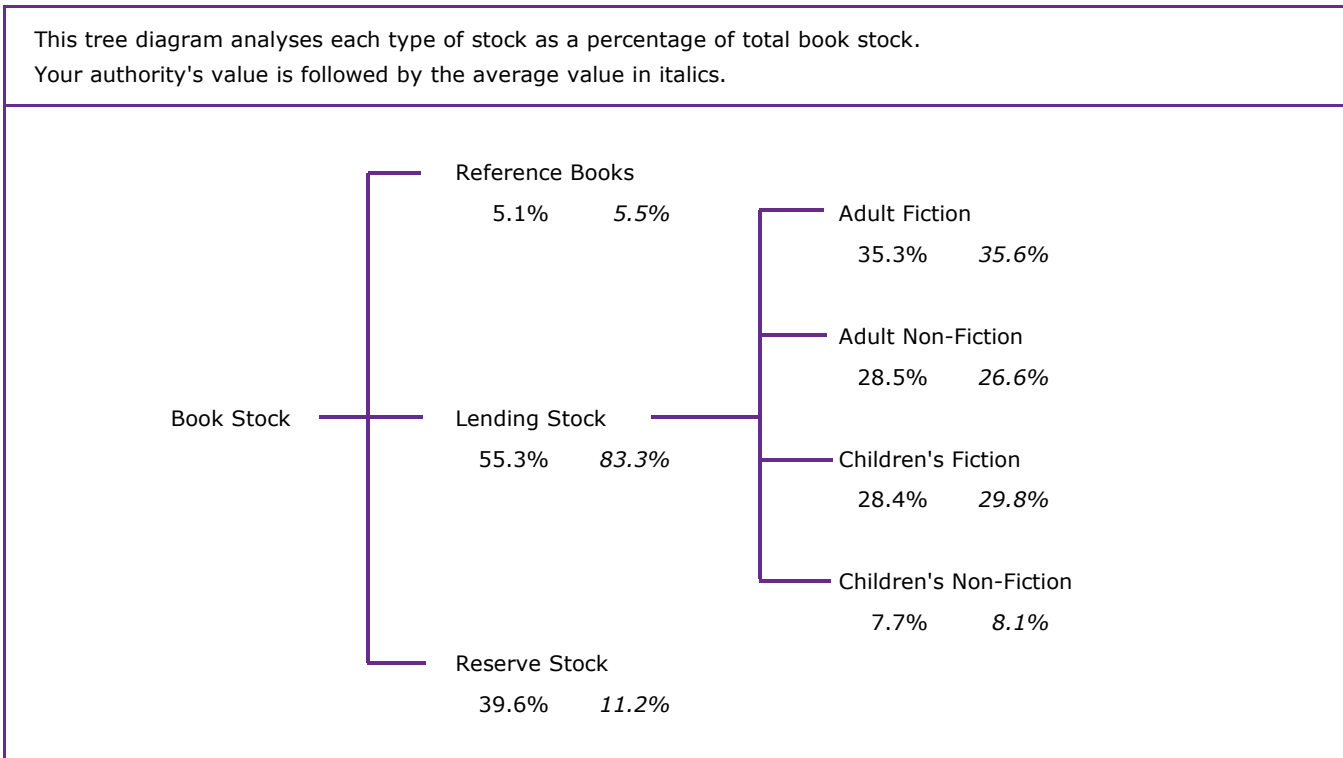 This tree diagram analyses each type of stock as a percentage of total book stock.
Your authority's value is followed by the average value in italics.
Reference Books
5.1% 5.5%
Adult Fiction
35.3% 35.6%
Adult Non-Fiction
28.5% 26.6%
Book Stock
Lending Stock
55.3% 83.3%
Children's Fiction
28.4% 29.8%
Children's Non-Fiction
7.7% 8.1%
Reserve Stock
39.6% 11.2%